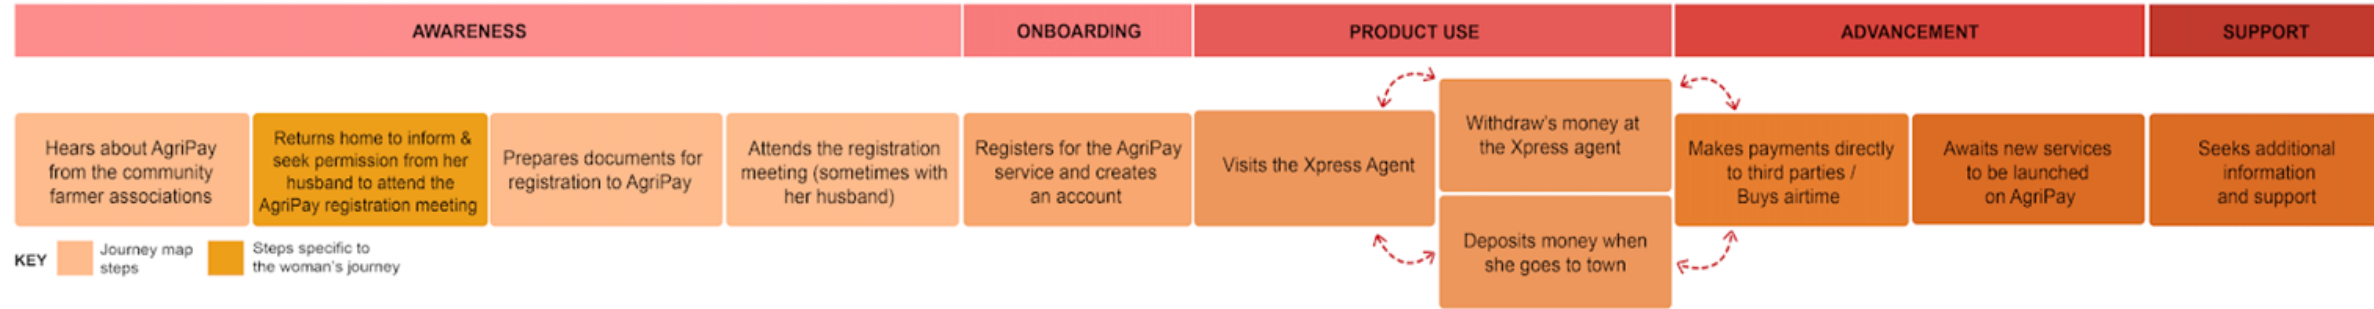 AWARENESS
ONBOARDING
PRODUCT USE
ADVANCEMENT
SUPPORT
Hears about AgriPay
from the community
farmer associations
Returns home to inform &
seek permission from her
husband to attend the
AgriPay registration meeting
Prepares documents for
registration to AgriPay
Attends the registration
meeting (sometimes with
her husband)
Registers for the AgriPay
service and creates
an account
Visits the Xpress Agent
Withdraw's money at
the Xpress agent
Deposits money when
she goes to town
Makes payments directly
to third parties /
Buys airtime
Awaits new services
to be launched
on AgriPay
Seeks additional
information
and support
KEY
Journey map
steps
Steps specific to
the woman's journey